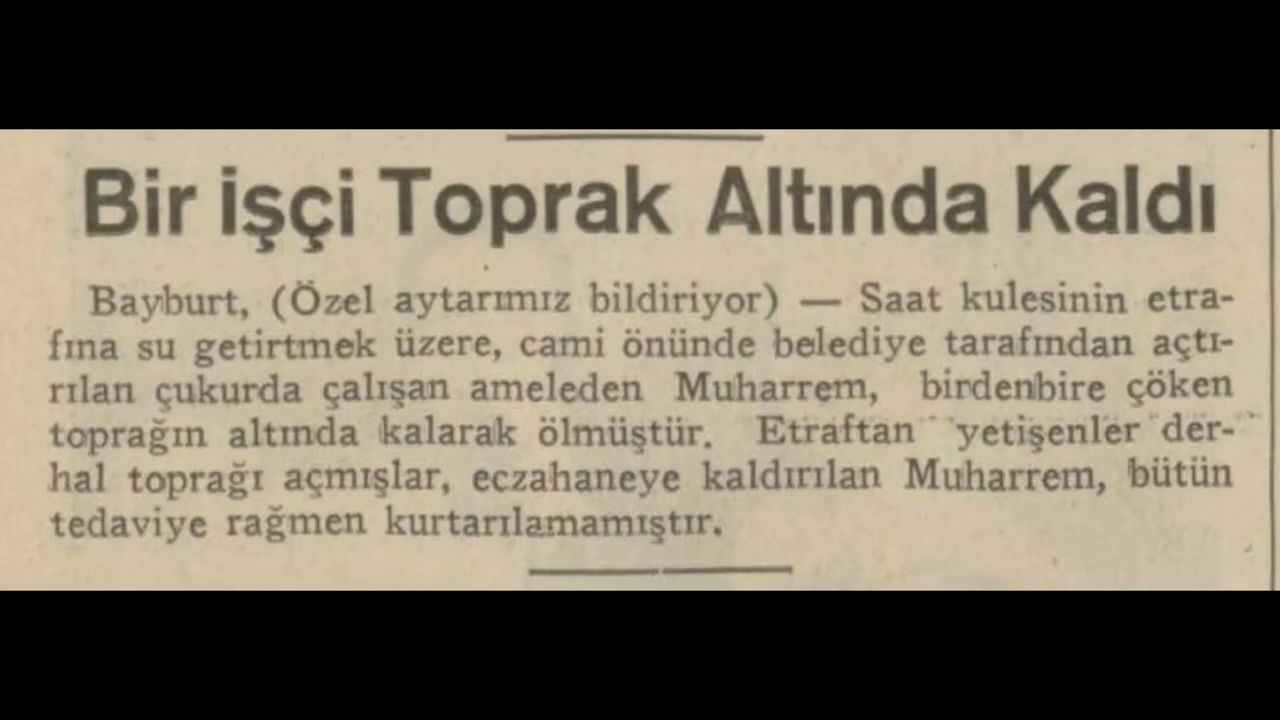 Bir işçi Toprak Altında Kaldı
Bayburt, (Özel aytarımız bildiriyor) — Saat kulesinin etra-
fına su getirtmek üzere, cami önünde belediye tarafından açtı-
rılan çukurda çalışan ameleden Muharrem, birdenbire çöken
toprağın altında kalarak ölmüştür. Etraftan yetişenler der-
hal toprağı açmışlar, eczahaneye kaldırılan Muharrem, bütün
tedaviye rağmen kurtarılamamıştır.